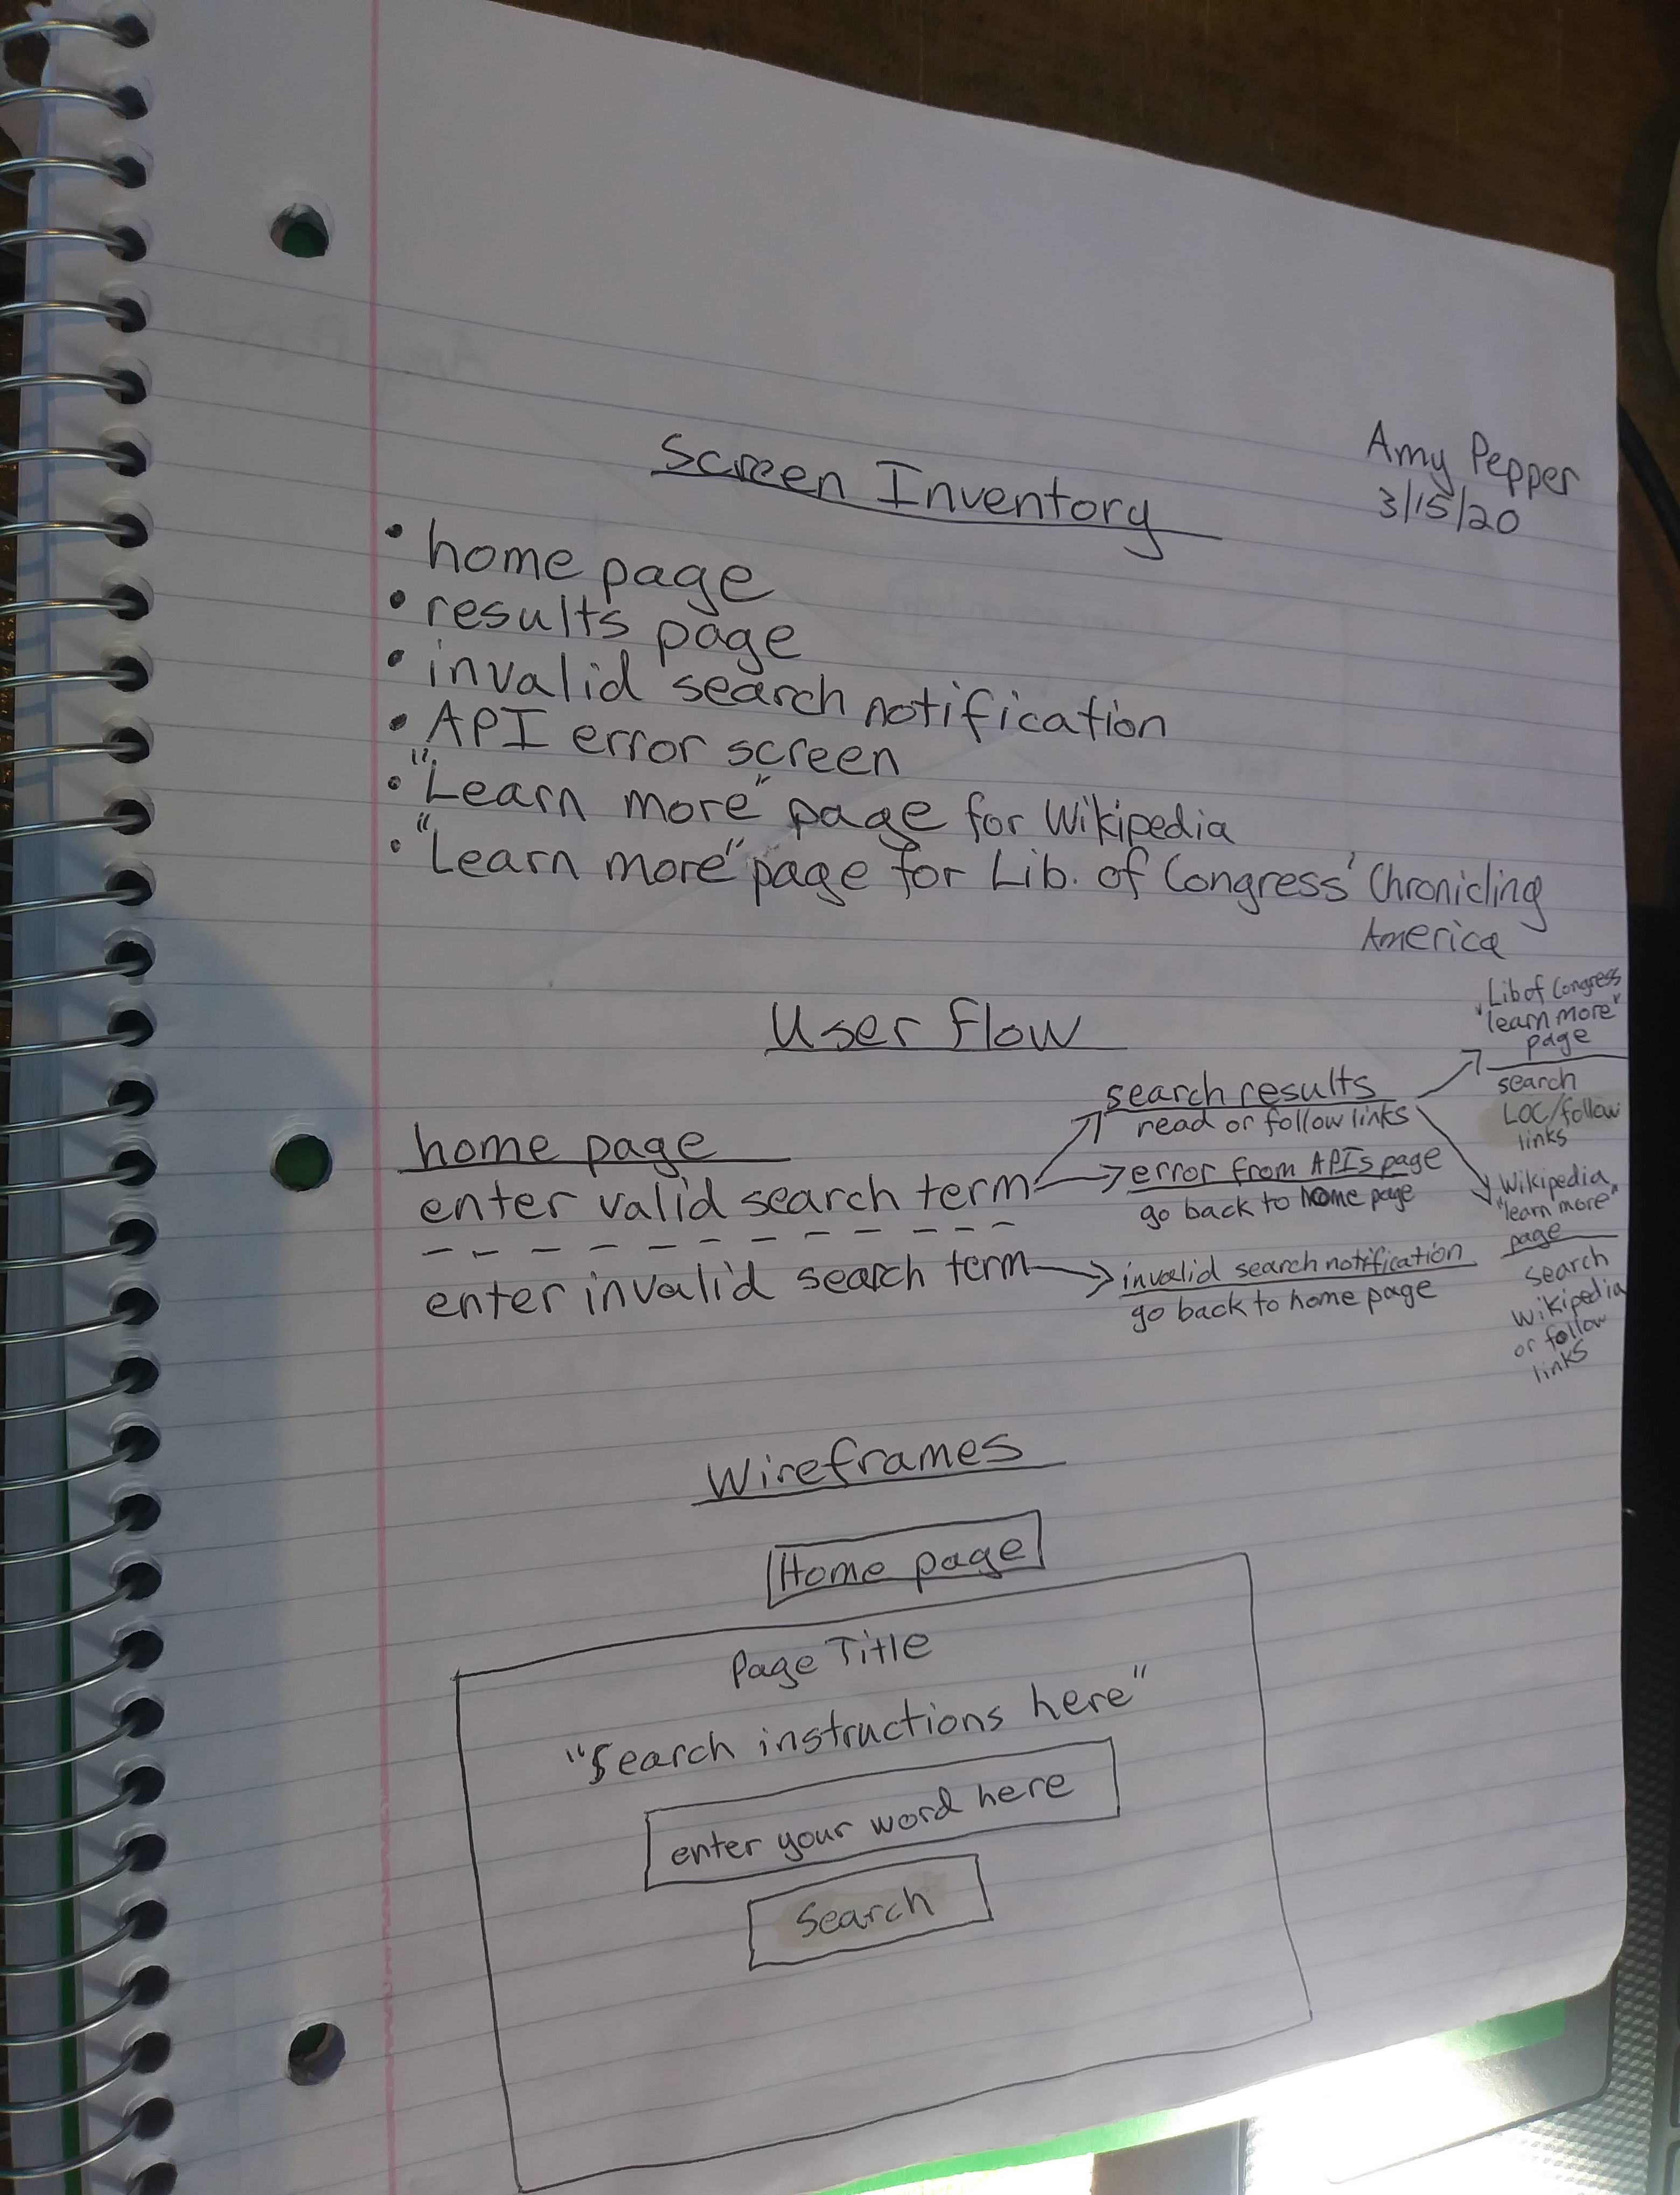 Amy Pepper
3/15/20
Screen Inventory
• home page
• results page
• invalid search notification
• API error screen
• "Learn more" page for Wikipedia
• "Learn more" page for Lib. of Congress' Chronicling
America
User Flow
home page
enter valid search term
enter invalid search term
search results
read or follow links
error from APIs page
go back to home page
invalid search notification
go back to home page
Lib of Congress
"learn more"
page
search
LOC/follow
links
Wikipedia
"learn more"
page
search
Wikipedia
or follow
links
Wireframes
Home page
Page Title
"Search instructions here"
enter your word here
Search